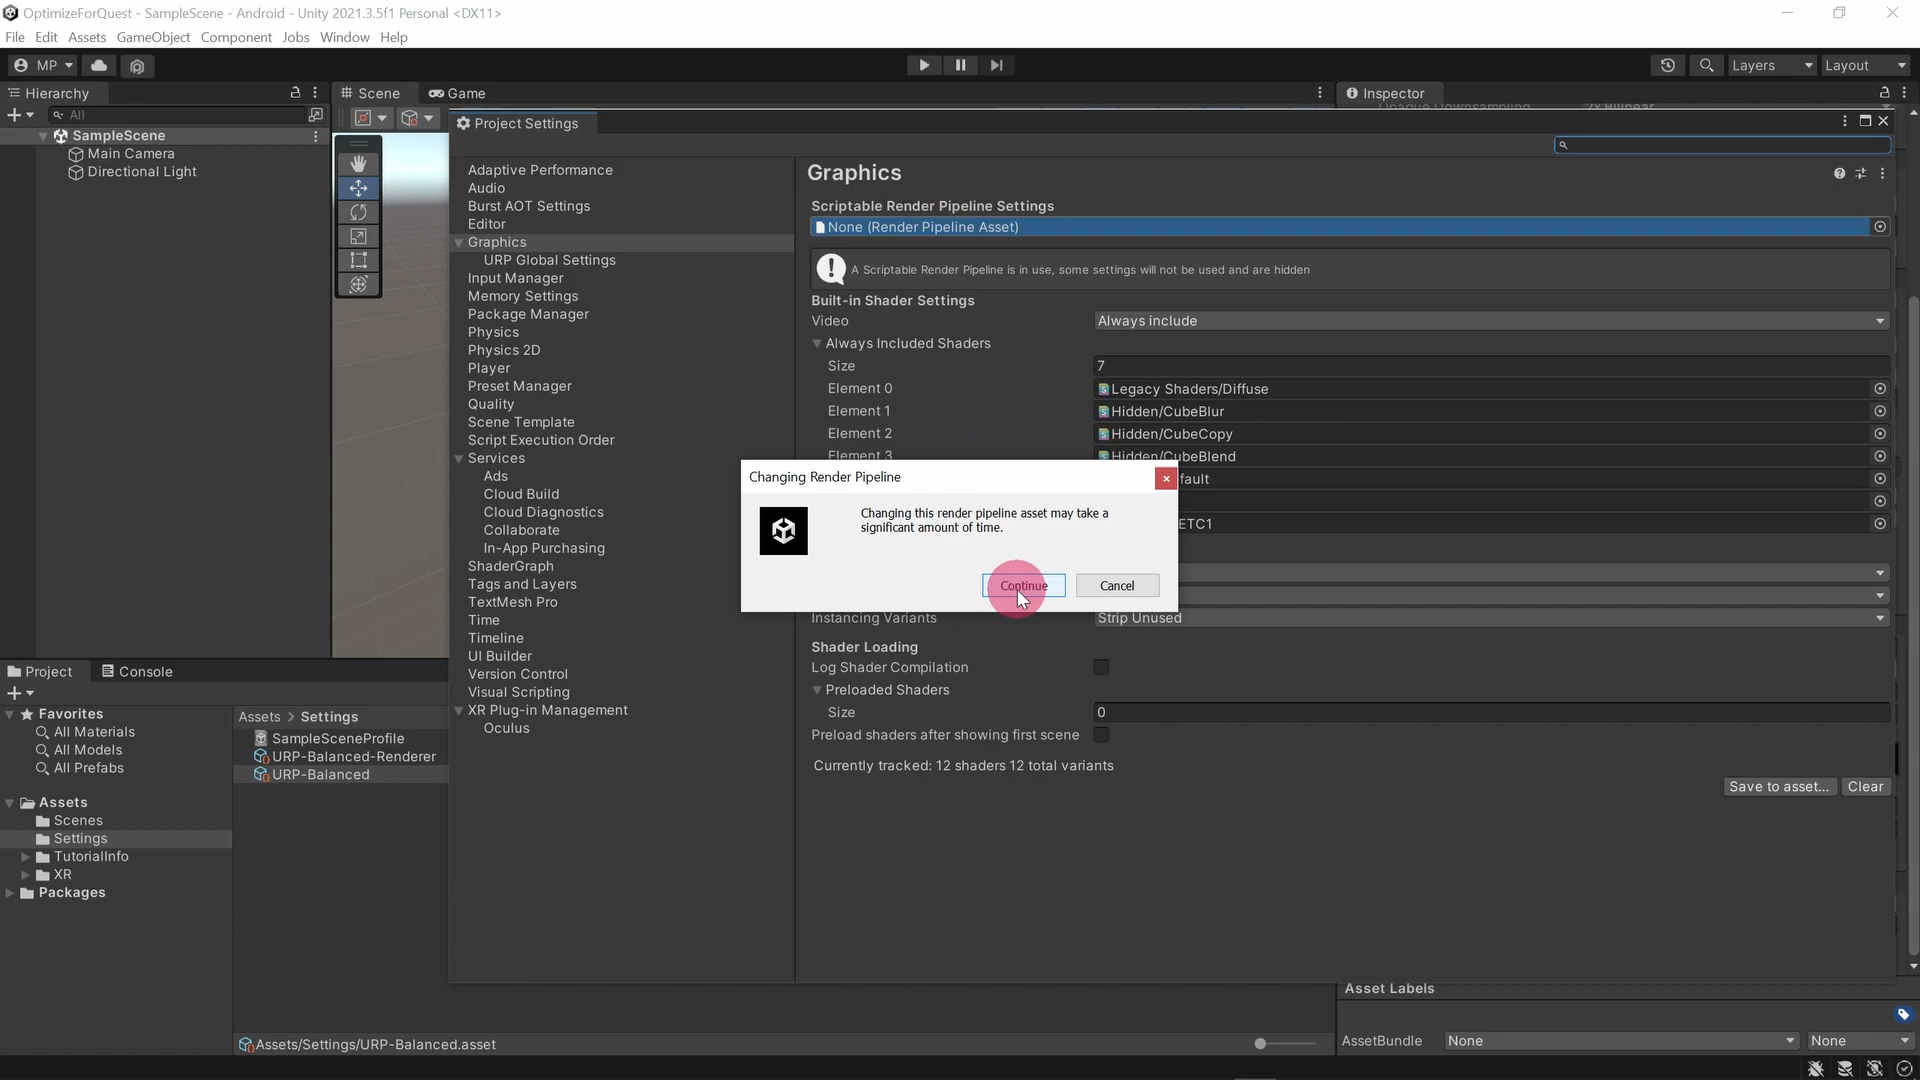 OptimizeForQuest - SampleScene - Android - Unity 2021.3.5f1 Personal <DX11>
File Edit Assets GameObject Component Jobs Window Help
MP Layers Layout
Hierarchy Scene Game Inspector
All
SampleScene
Main Camera
Directional Light
Project Settings
Adaptive Performance
Audio
Burst AOT Settings
Editor
Graphics
URP Global Settings
Input Manager
Memory Settings
Package Manager
Physics
Physics 2D
Player
Preset Manager
Quality
Scene Template
Script Execution Order
Services
Ads
Cloud Build
Cloud Diagnostics
Collaborate
In-App Purchasing
ShaderGraph
Tags and Layers
TextMesh Pro
Time
Timeline
UI Builder
Version Control
Visual Scripting
XR Plug-in Management
Oculus
Graphics
Scriptable Render Pipeline Settings
None (Render Pipeline Asset)
A Scriptable Render Pipeline is in use, some settings will not be used and are hidden
Built-in Shader Settings
Video Always include
Always Included Shaders
Size 7
Element 0 Legacy Shaders/Diffuse
Element 1 Hidden/CubeBlur
Element 2 Hidden/CubeCopy
Element 3 Hidden/CubeBlend
fault
ETC1
Changing Render Pipeline
Changing this render pipeline asset may take a
significant amount of time.
Continue Cancel
Instancing Variants Strip Unused
Shader Loading
Log Shader Compilation
Preloaded Shaders
Size 0
Preload shaders after showing first scene
Currently tracked: 12 shaders 12 total variants
Save to asset... Clear
Project Console
Favorites
All Materials
All Models
All Prefabs
Assets
Scenes
Settings
TutorialInfo
XR
Packages
Assets > Settings
SampleSceneProfile
URP-Balanced-Renderer
URP-Balanced
Assets/Settings/URP-Balanced.asset
Asset Labels
AssetBundle None None